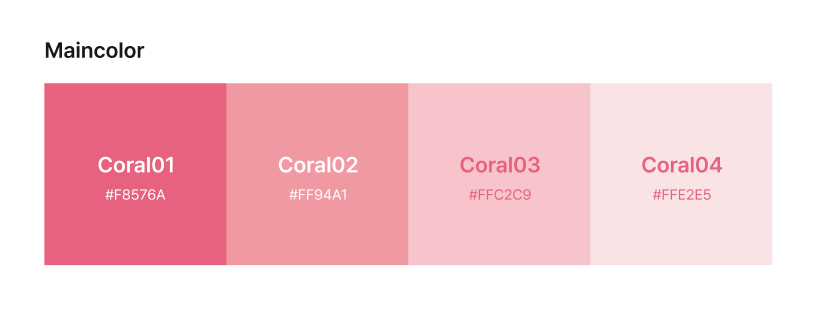 Maincolor
Coral01
#F8576A
Coral02
#FF94A1
Coral03
#FFC2C9
Coral04
#FFE2E5